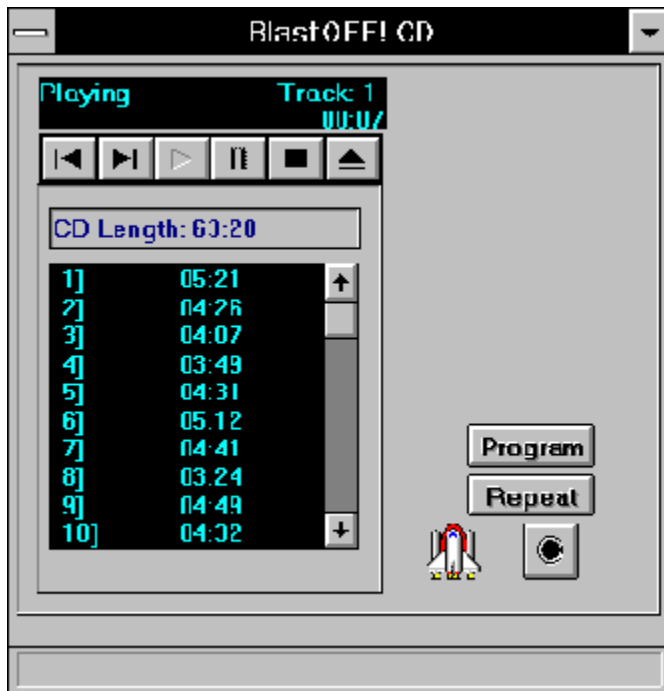 BlastOFF! CD
Playing Track: 1
00:07
CD Length: 60:20
1] 05:21
2] 04:26
3] 04:07
4] 03:49
5] 04:31
6] 05:12
7] 04:41
8] 03:24
9] 04:49
10] 04:32
Program
Repeat